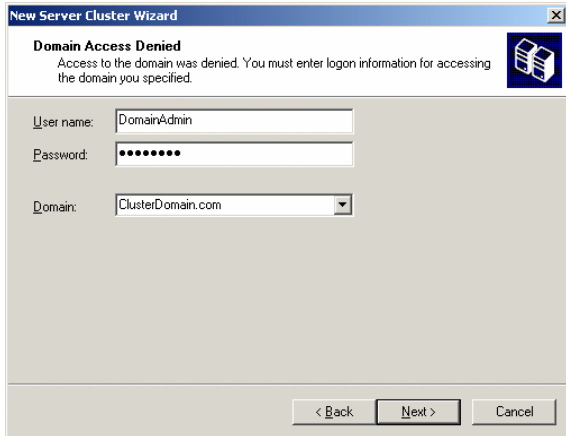 New Server Cluster Wizard
Domain Access Denied
Access to the domain was denied. You must enter logon information for accessing
the domain you specified.
User name: DomainAdmin
Password: ●●●●●●●●
Domain: ClusterDomain.com
< Back Next > Cancel